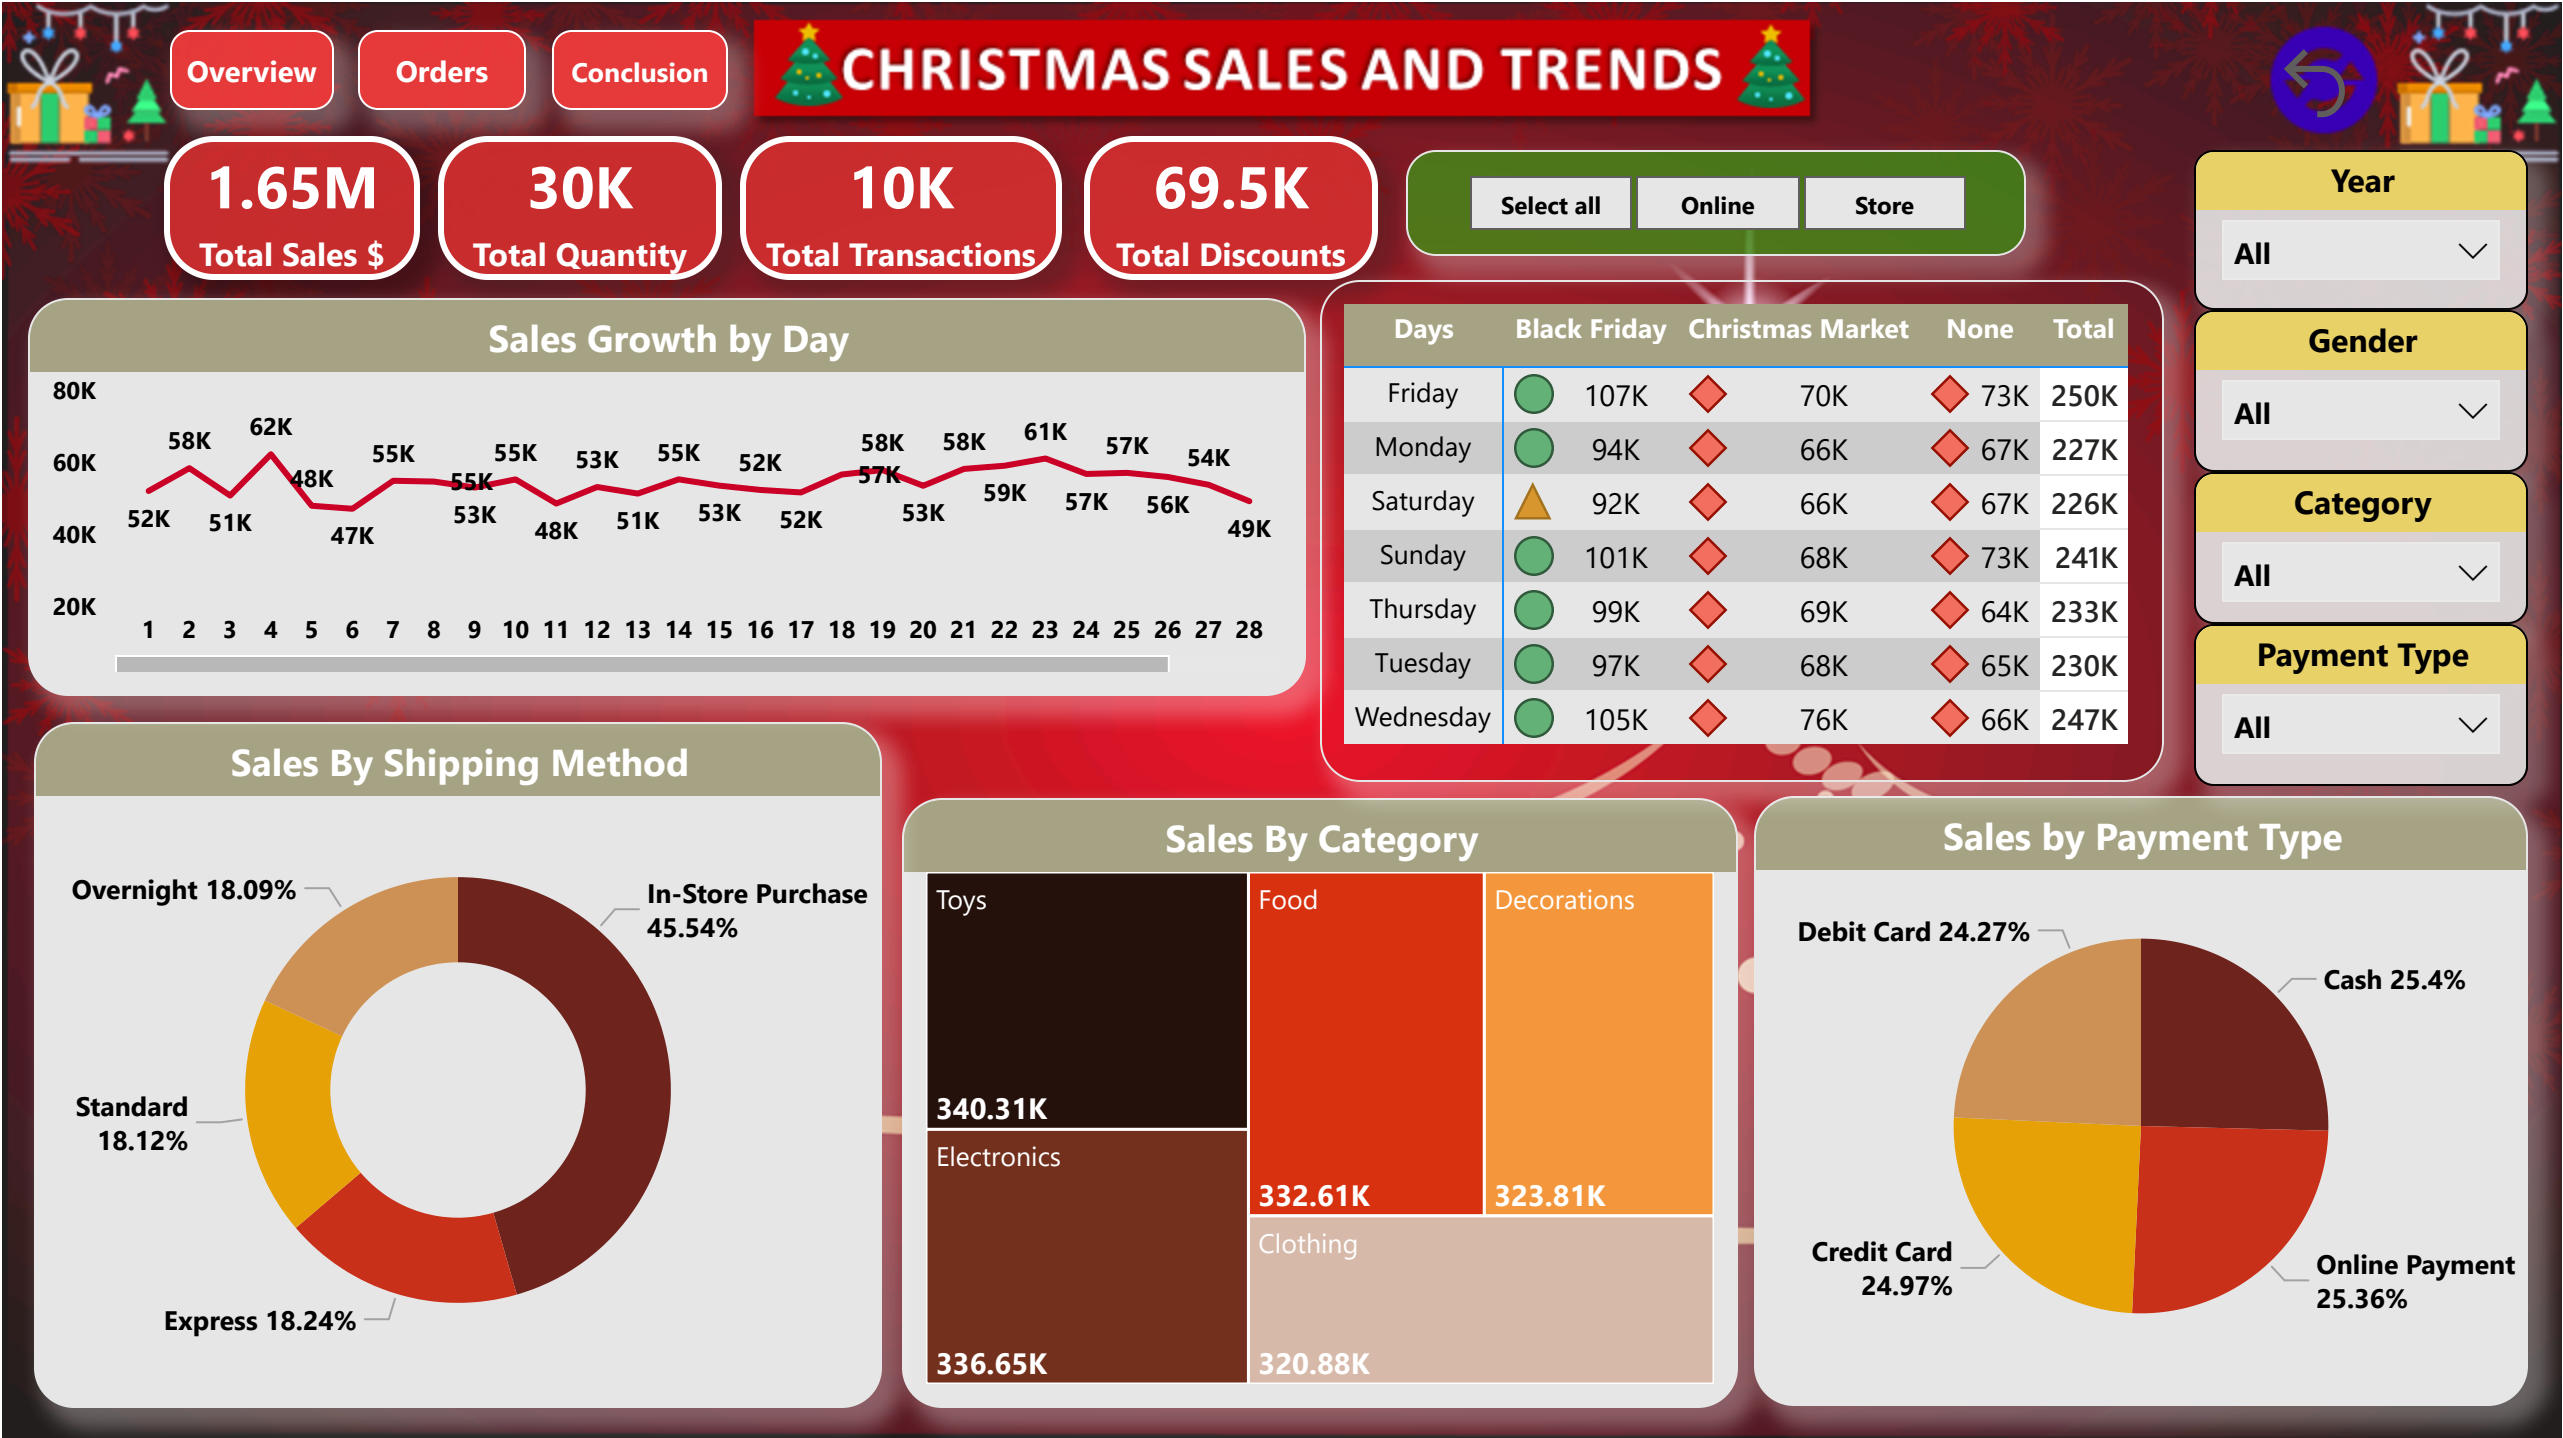 Overview
Orders
Conclusion
CHRISTMAS SALES AND TRENDS
1.65M
Total Sales $
30K
Total Quantity
10K
Total Transactions
69.5K
Total Discounts
Select all
Online
Store
Year
All
Gender
All
Category
All
Payment Type
All
Sales Growth by Day
80K
60K
40K
20K
52K
58K
51K
62K
48K
47K
55K
55K
53K
55K
48K
53K
51K
55K
53K
52K
52K
57K
58K
53K
58K
59K
61K
57K
57K
56K
54K
49K
1 2 3 4 5 6 7 8 9 10 11 12 13 14 15 16 17 18 19 20 21 22 23 24 25 26 27 28
Days Black Friday Christmas Market None Total
Friday 107K 70K 73K 250K
Monday 94K 66K 67K 227K
Saturday 92K 66K 67K 226K
Sunday 101K 68K 73K 241K
Thursday 99K 69K 64K 233K
Tuesday 97K 68K 65K 230K
Wednesday 105K 76K 66K 247K
Sales By Shipping Method
Overnight 18.09%
In-Store Purchase
45.54%
Standard
18.12%
Express 18.24%
Sales By Category
Toys
340.31K
Electronics
336.65K
Food
332.61K
Decorations
323.81K
Clothing
320.88K
Sales by Payment Type
Debit Card 24.27%
Cash 25.4%
Credit Card
24.97%
Online Payment
25.36%